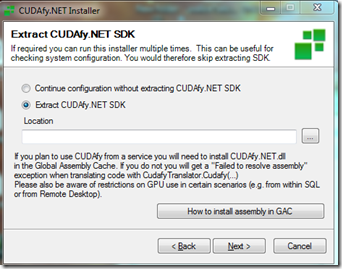 CUDAfy.NET Installer
Extract CUDAfy.NET SDK
If required you can run this installer multiple times. This can be useful for
checking system configuration. You would therefore skip extracting SDK.
Continue configuration without extracting CUDAfy.NET SDK
Extract CUDAfy.NET SDK
Location
...
If you plan to use CUDAfy from a service you will need to install CUDAfy.NET.dll
in the Global Assembly Cache. If you do not you will get a "Failed to resolve assembly"
exception when translating code with CudafyTranslator.Cudafy(...)
Please also be aware of restrictions on GPU use in certain scenarios (e.g. from within SQL
or from Remote Desktop).
How to install assembly in GAC
< Back
Next >
Cancel